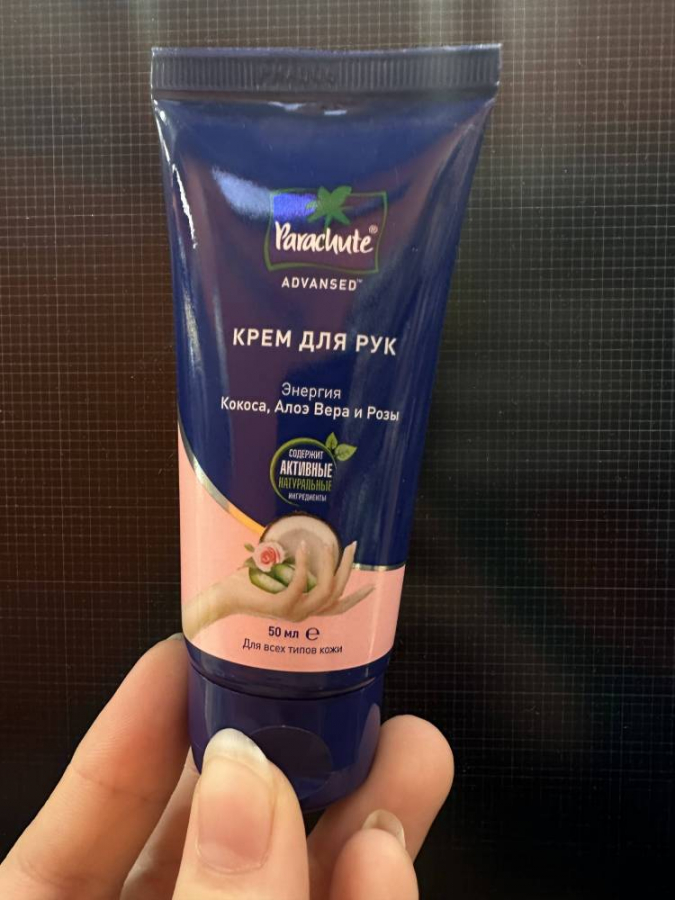 Parachute®
ADVANSED™
КРЕМ ДЛЯ РУК
Энергия
Кокоса, Алоэ Вера и Розы
СОДЕРЖИТ
АКТИВНЫЕ
НАТУРАЛЬНЫЕ
ИНГРЕДИЕНТЫ
50 мл ℮
Для всех типов кожи